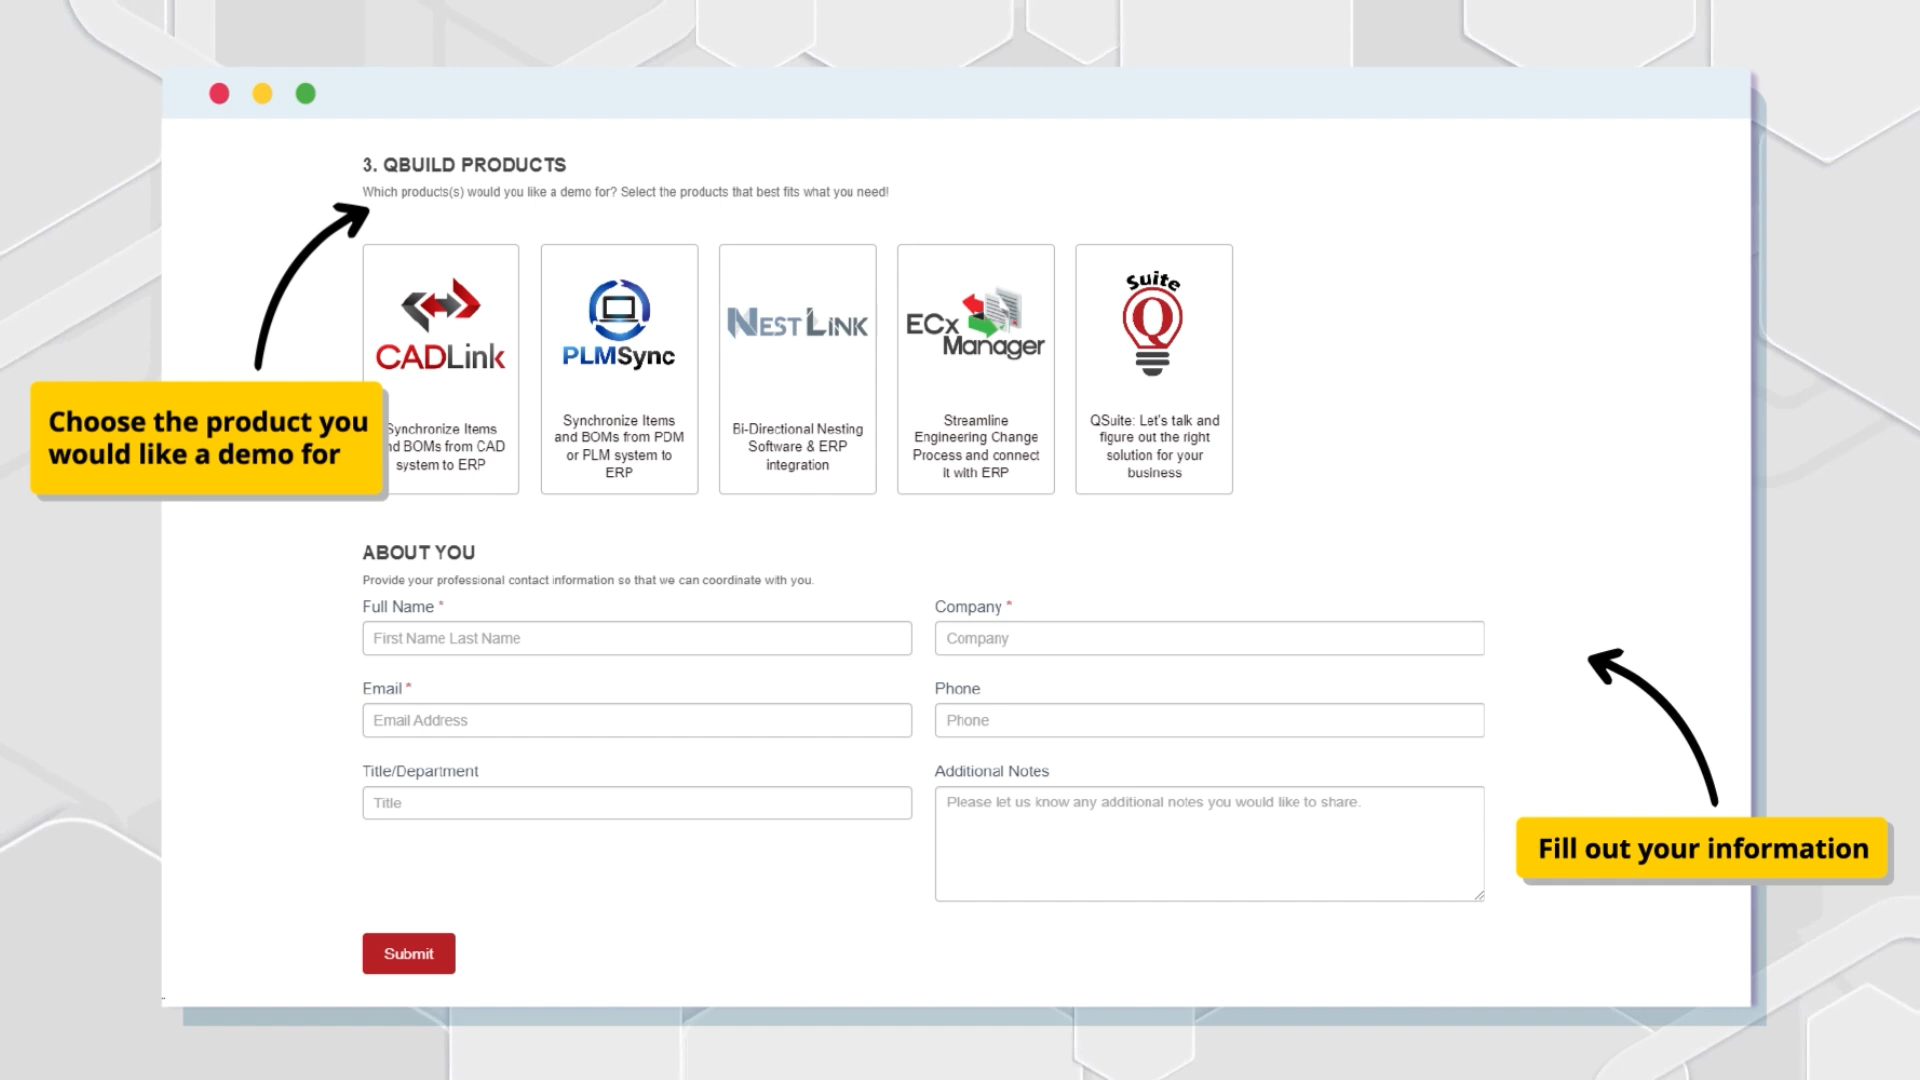 3. QBUILD PRODUCTS
Which products(s) would you like a demo for? Select the products that best fits what you need!
CADLink
Synchronize Items
nd BOMs from CAD
system to ERP
PLMSync
Synchronize Items
and BOMs from PDM
or PLM system to
ERP
NESTLINK
Bi-Directional Nesting
Software & ERP
integration
ECx
Manager
Streamline
Engineering Change
Process and connect
it with ERP
Suite
Q
QSuite: Let's talk and
figure out the right
solution for your
business
Choose the product you
would like a demo for
ABOUT YOU
Provide your professional contact information so that we can coordinate with you.
Full Name *
First Name Last Name
Company *
Company
Email *
Email Address
Phone
Phone
Title/Department
Title
Additional Notes
Please let us know any additional notes you would like to share.
Fill out your information
Submit